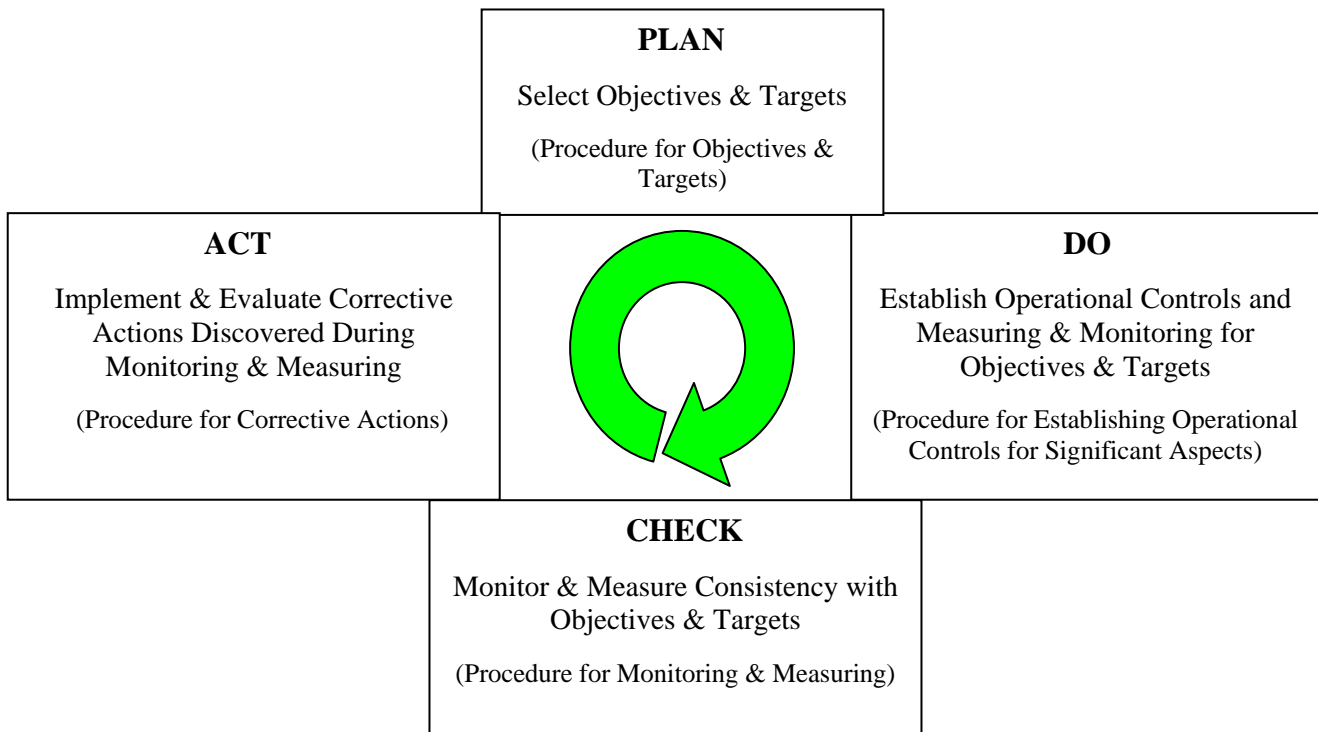 PLAN
Select Objectives & Targets
(Procedure for Objectives &
Targets)
ACT
Implement & Evaluate Corrective
Actions Discovered During
Monitoring & Measuring
(Procedure for Corrective Actions)
DO
Establish Operational Controls and
Measuring & Monitoring for
Objectives & Targets
(Procedure for Establishing Operational
Controls for Significant Aspects)
CHECK
Monitor & Measure Consistency with
Objectives & Targets
(Procedure for Monitoring & Measuring)